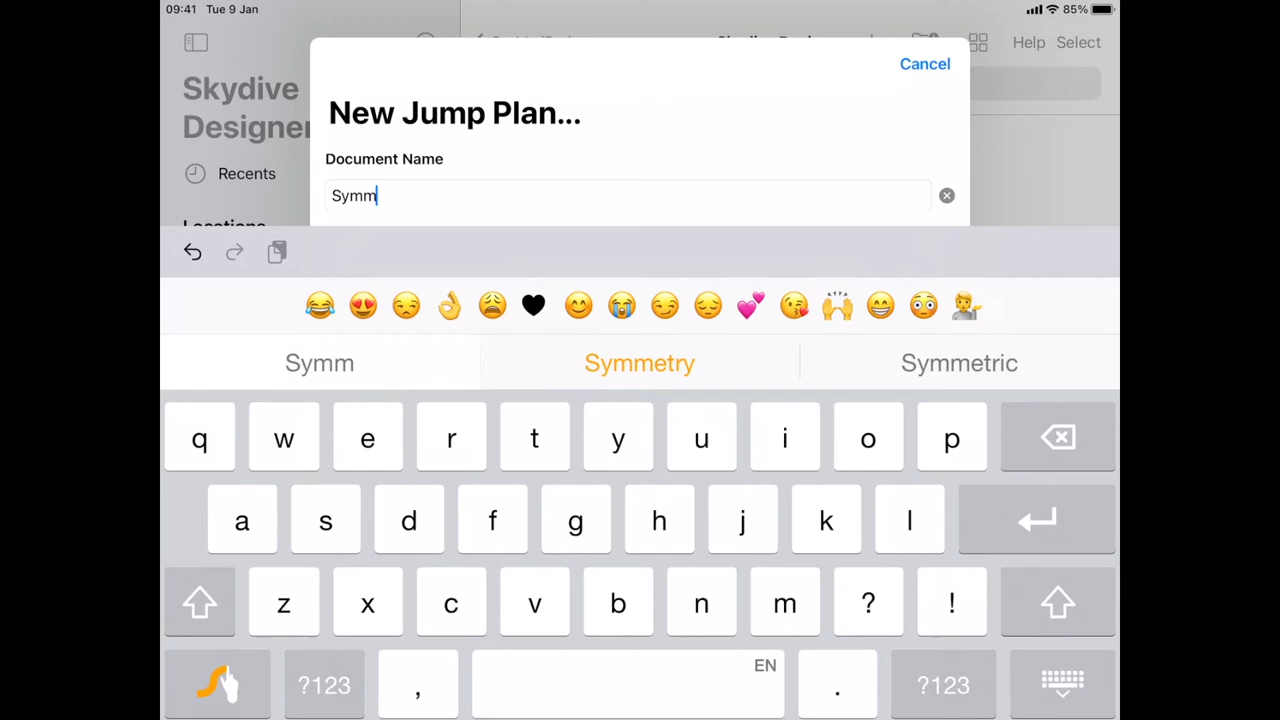 09:41 Tue 9 Jan
85%
Help Select
Skydive
Designer
Recents
Cancel
New Jump Plan...
Document Name
Symm
Symm Symmetry Symmetric
q w e r t y u i o p
a s d f g h j k l
z x c v b n m ? !
?123 , EN . ?123